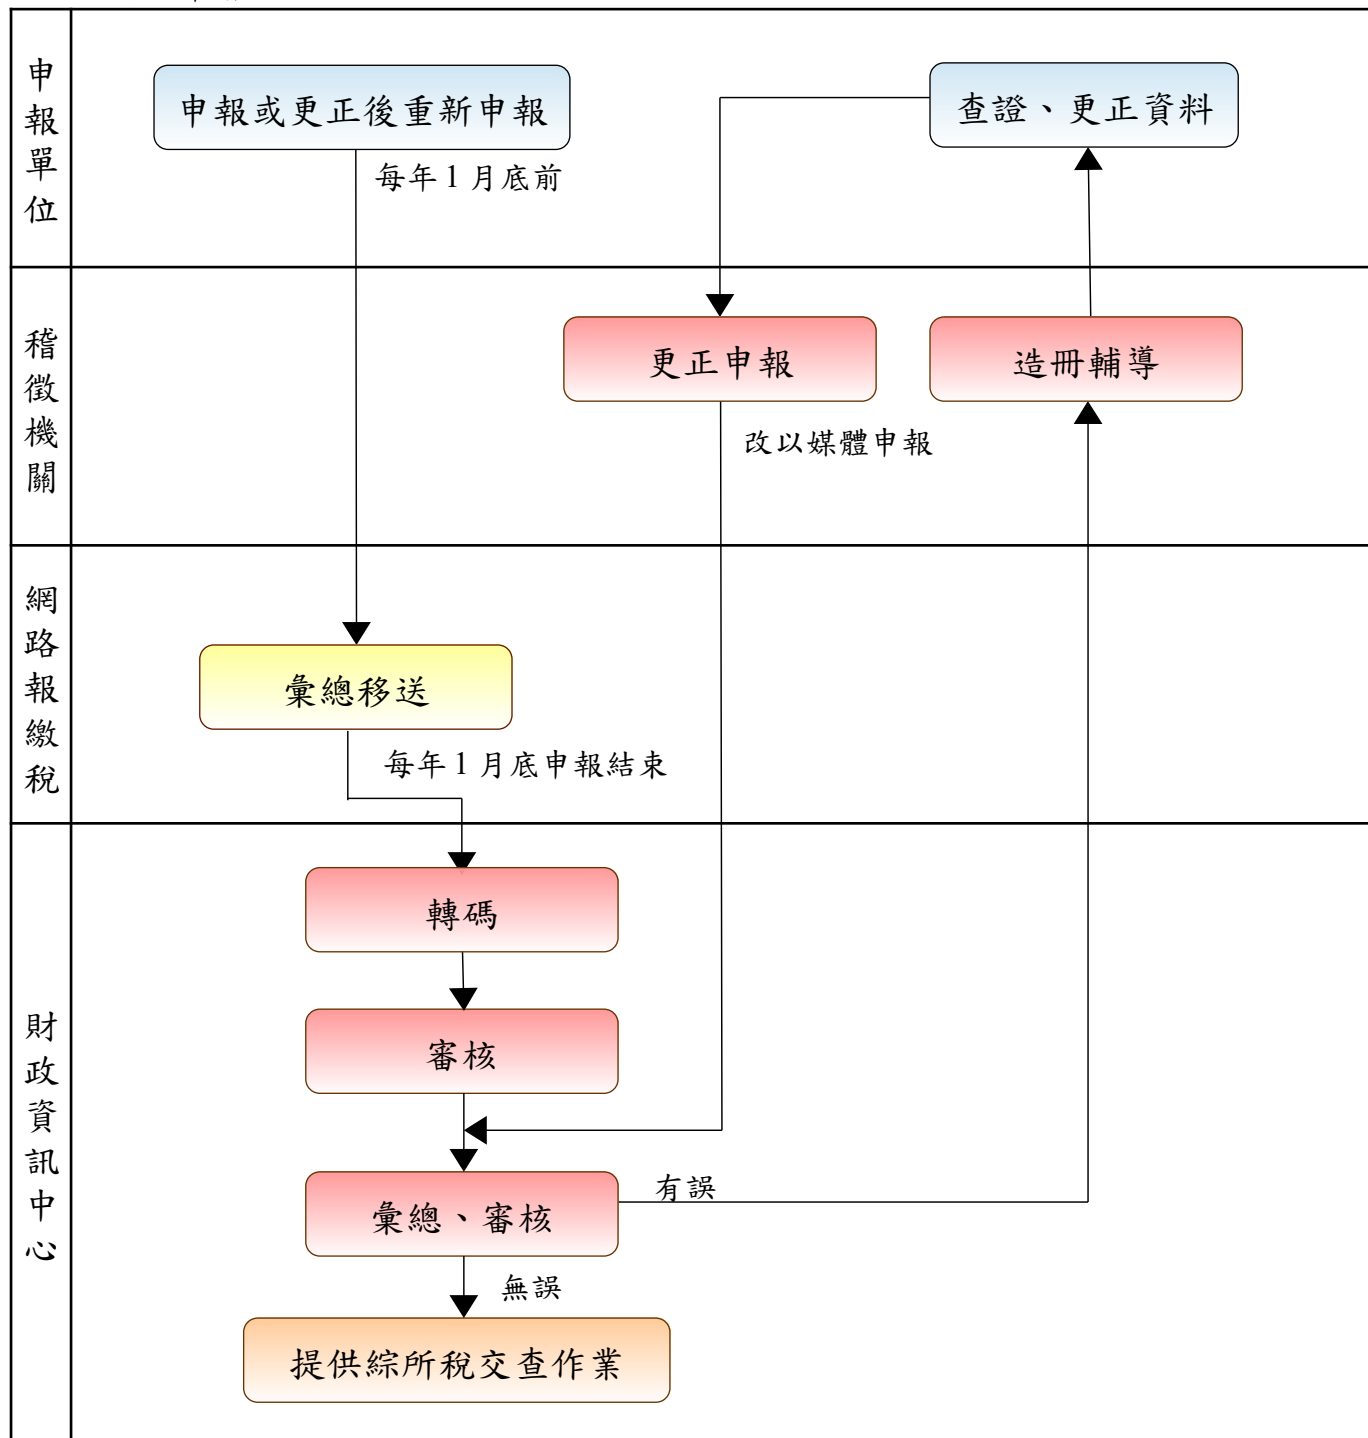 申報單位
申報或更正後重新申報
查證、更正資料
每年1月底前
稽徵機關
更正申報
造冊輔導
改以媒體申報
網路報繳稅
彙總移送
每年1月底申報結束
財政資訊中心
轉碼
審核
彙總、審核
有誤
無誤
提供綜所稅交查作業